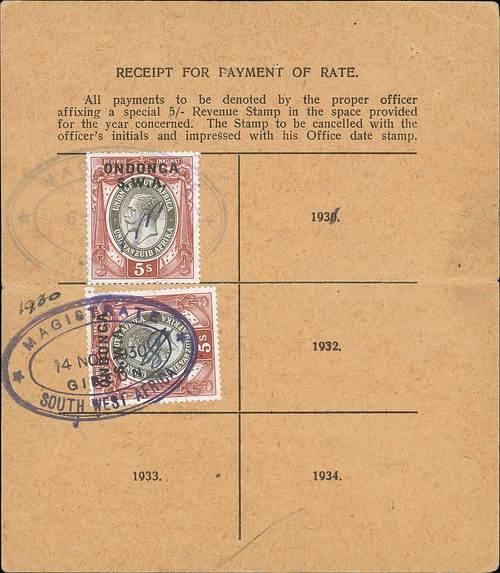 RECEIPT FOR PAYMENT OF RATE.
All payments to be denoted by the proper officer
affixing a special 5/- Revenue Stamp in the space provided
for the year concerned. The Stamp to be cancelled with the
officer's initials and impressed with his Office date stamp.
REVENUE INKOMST
ONDONGA
S.W.A.
UNION OF SOUTH AFRICA
UNIE VAN ZUID AFRIKA
5s
1931.
1930
MAGISTRATE
14 NOV 1930
SOUTH WEST AFRICA
ONDONGA
S.W.A.
5s
1932.
1933.
1934.